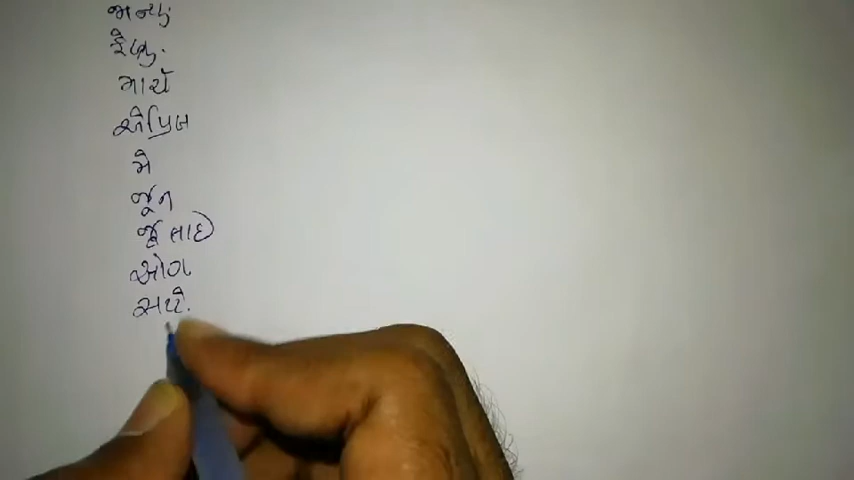 જાન્યુ
ફેબ્રુ.
માર્ચ
એપ્રિલ
મે
જૂન
જૂલાઇ
ઓગ
સપ્ટે.